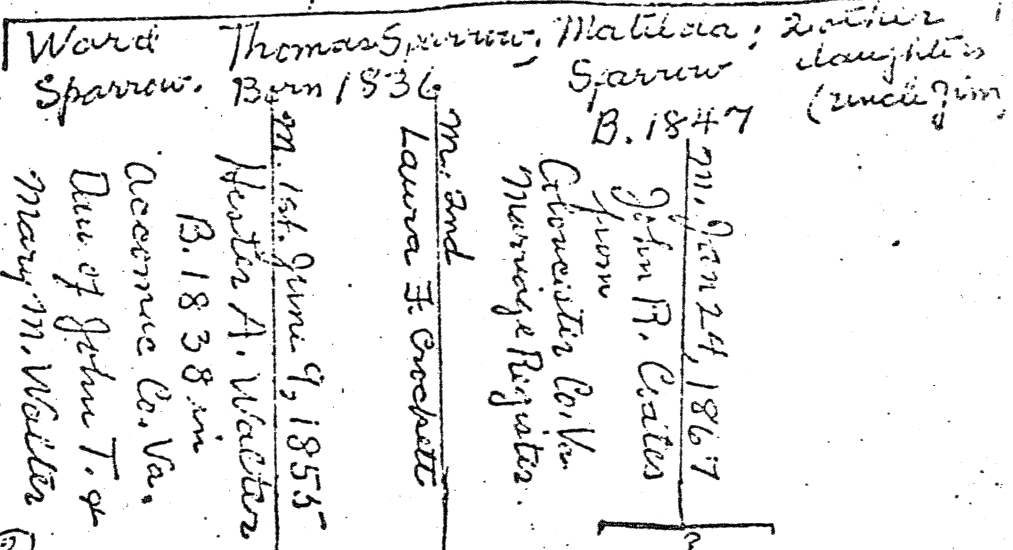 Ward
Sparrow.
Thomas Sparrow.
Born 1836
M. 1st. June 9, 1855
Hester A. Walter
B. 1838 in
Accomac Co. Va.
Dau of John T. &
Mary M. Walter
M. 2nd
Laura F. Crockett
Matilda
Sparrow
B. 1847
M. Jan 24, 1867
John R. Coates
from
Gloucister Co. Va.
Marriage Register.
2 other
daughters
(uncle Jim
?